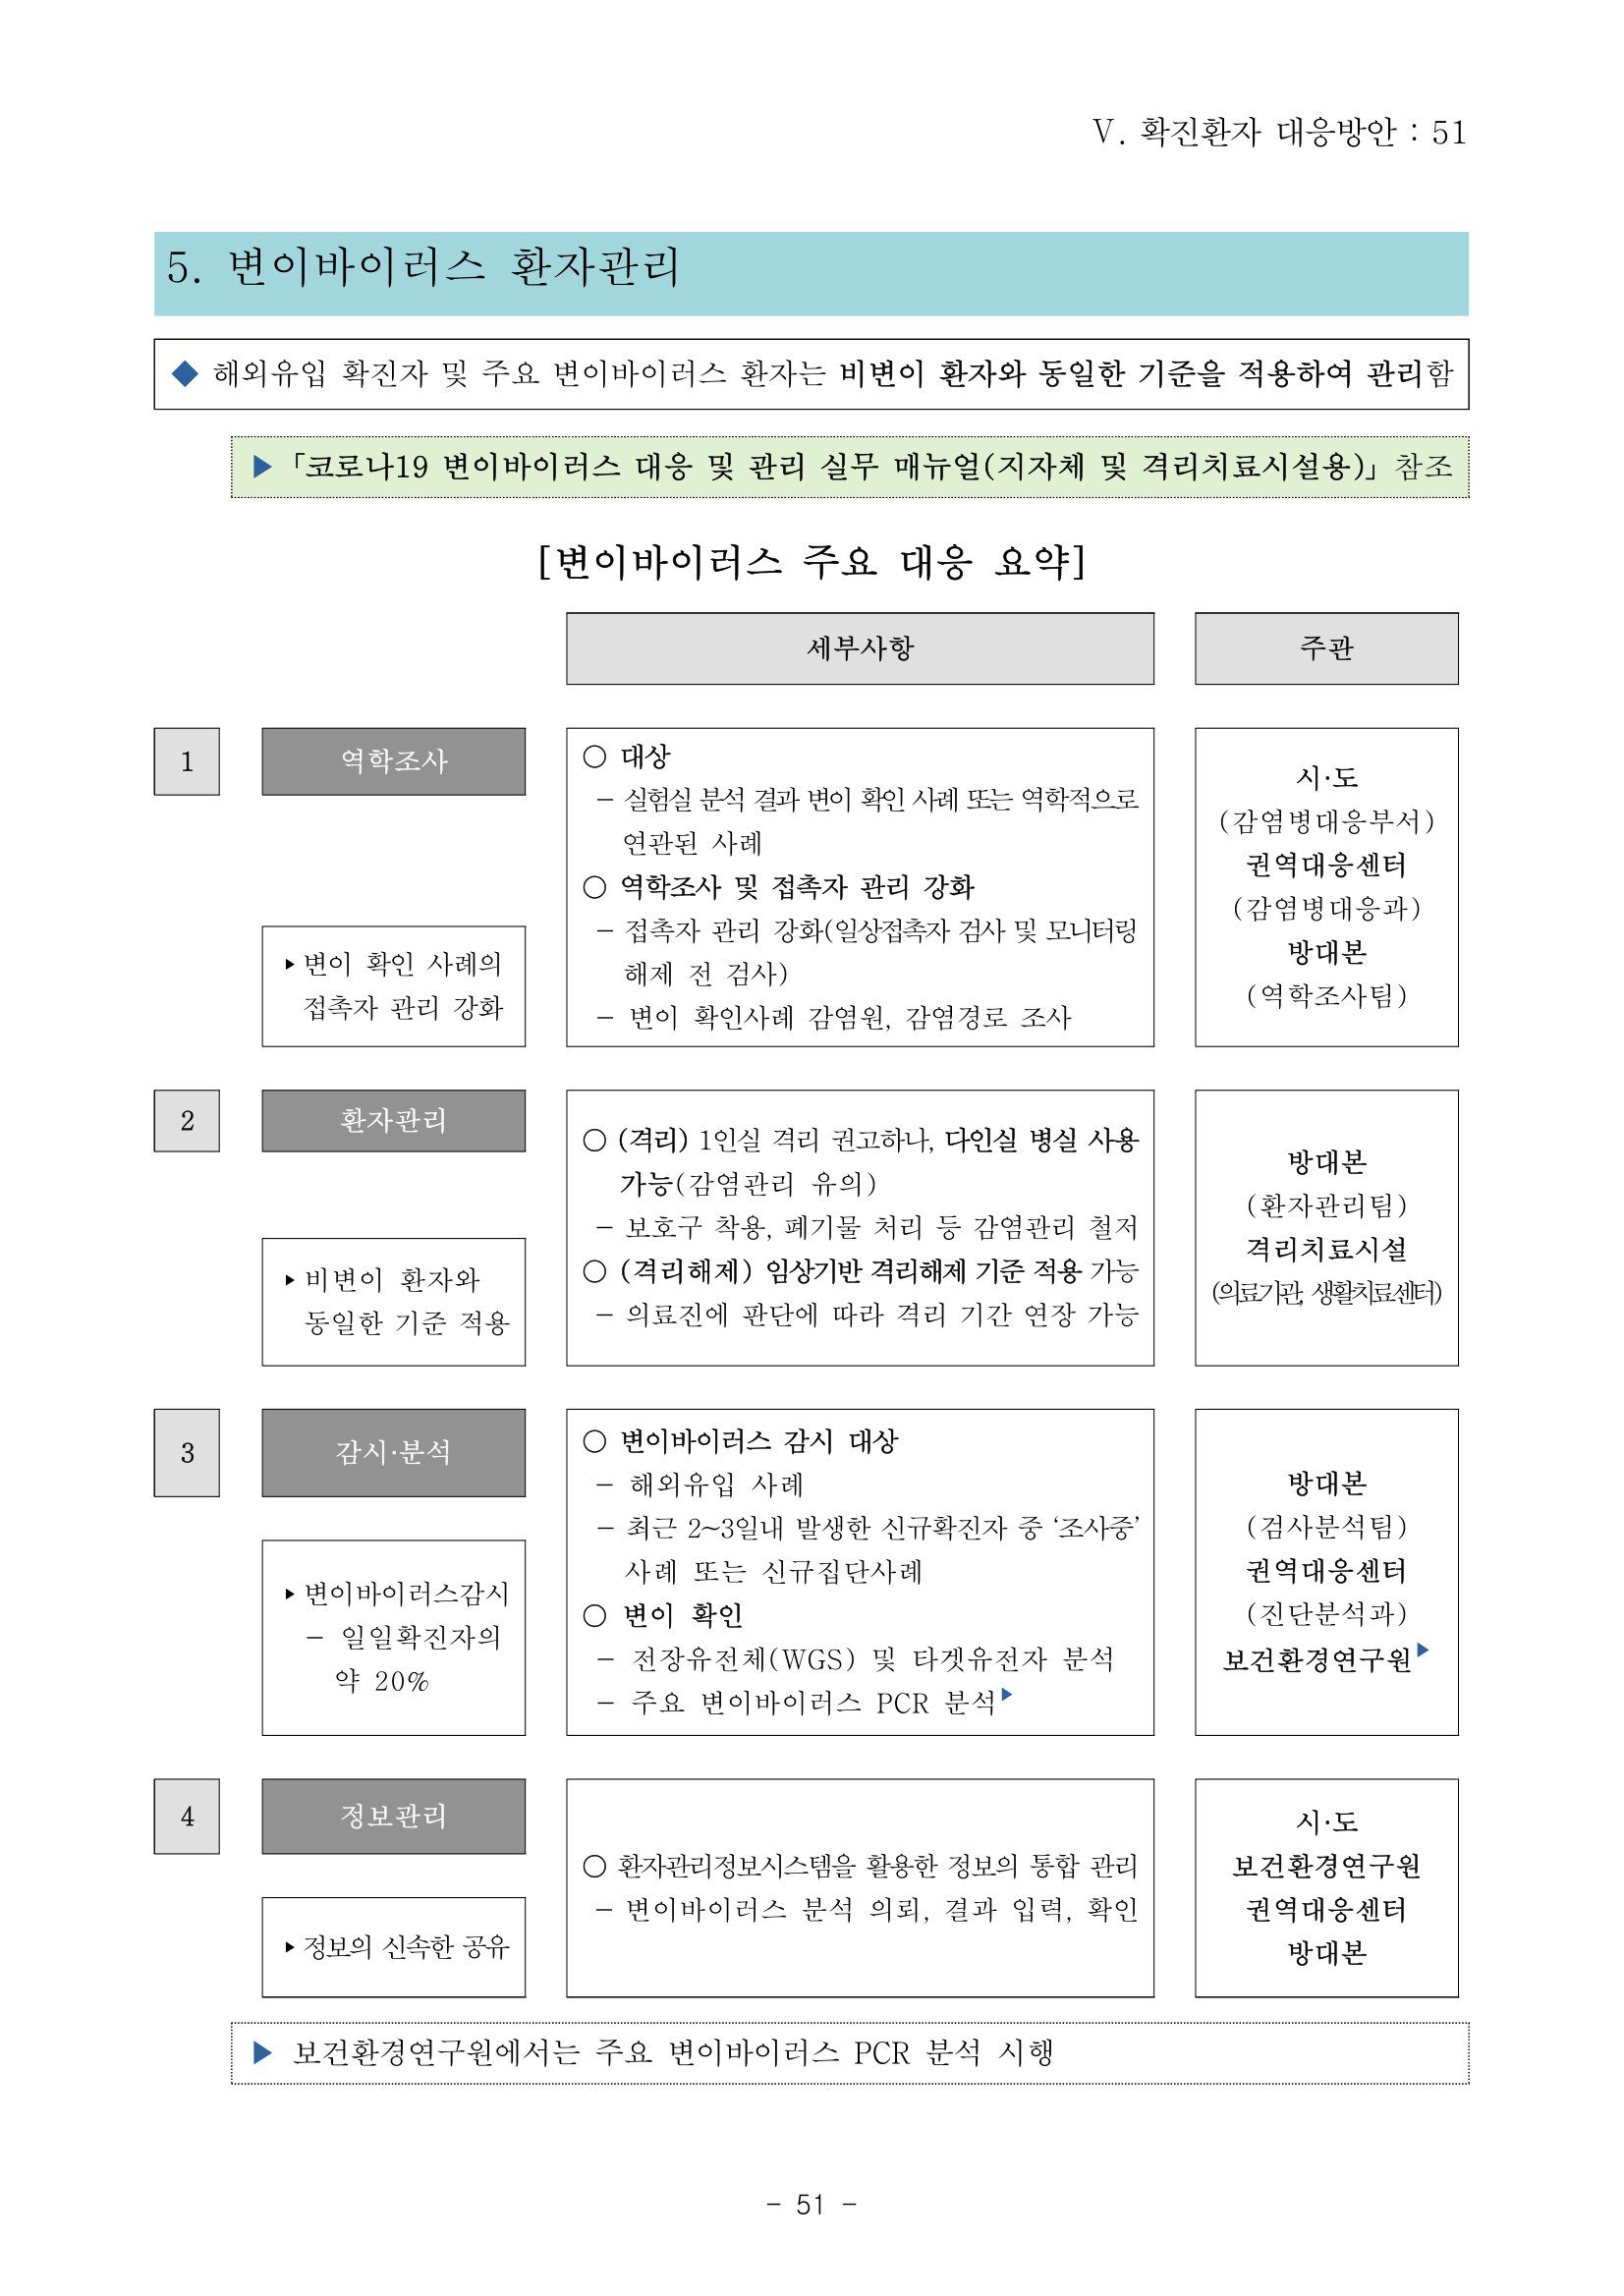 V. 확진환자 대응방안 : 51
5. 변이바이러스 환자관리
◆ 해외유입 확진자 및 주요 변이바이러스 환자는 비변이 환자와 동일한 기준을 적용하여 관리함
▶「코로나19 변이바이러스 대응 및 관리 실무 매뉴얼(지자체 및 격리치료시설용)」 참조
[변이바이러스 주요 대응 요약]
세부사항
주관
1
역학조사
▸변이 확인 사례의
접촉자 관리 강화
○ 대상
- 실험실 분석 결과 변이 확인 사례 또는 역학적으로
연관된 사례
○ 역학조사 및 접촉자 관리 강화
- 접촉자 관리 강화(일상접촉자 검사 및 모니터링
해제 전 검사)
- 변이 확인사례 감염원, 감염경로 조사
시·도
(감염병대응부서)
권역대응센터
(감염병대응과)
방대본
(역학조사팀)
2
환자관리
▸비변이 환자와
동일한 기준 적용
○ (격리) 1인실 격리 권고하나, 다인실 병실 사용
가능(감염관리 유의)
- 보호구 착용, 폐기물 처리 등 감염관리 철저
○ (격리해제) 임상기반 격리해제 기준 적용 가능
- 의료진에 판단에 따라 격리 기간 연장 가능
방대본
(환자관리팀)
격리치료시설
(의료기관, 생활치료센터)
3
감시·분석
▸변이바이러스감시
- 일일확진자의
약 20%
○ 변이바이러스 감시 대상
- 해외유입 사례
- 최근 2~3일내 발생한 신규확진자 중 ‘조사중’
사례 또는 신규집단사례
○ 변이 확인
- 전장유전체(WGS) 및 타겟유전자 분석
- 주요 변이바이러스 PCR 분석▶
방대본
(검사분석팀)
권역대응센터
(진단분석과)
보건환경연구원▶
4
정보관리
▸정보의 신속한 공유
○ 환자관리정보시스템을 활용한 정보의 통합 관리
- 변이바이러스 분석 의뢰, 결과 입력, 확인
시·도
보건환경연구원
권역대응센터
방대본
▶ 보건환경연구원에서는 주요 변이바이러스 PCR 분석 시행
- 51 -